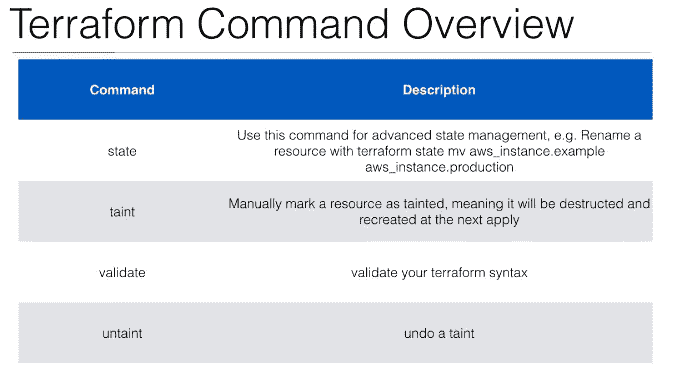 Terraform Command Overview
Command Description
state
Use this command for advanced state management, e.g. Rename a
resource with terraform state mv aws_instance.example
aws_instance.production
taint
Manually mark a resource as tainted, meaning it will be destructed and
recreated at the next apply
validate
validate your terraform syntax
untaint
undo a taint